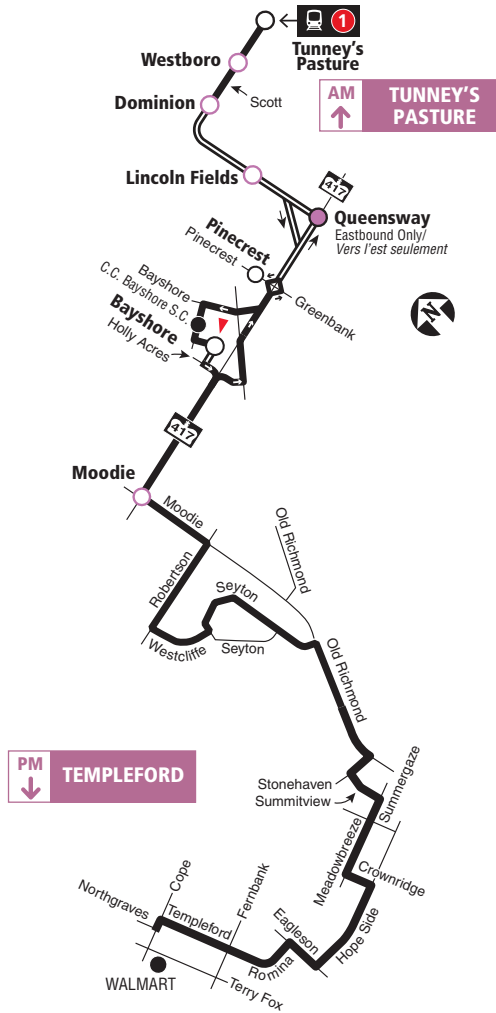 1
Tunney's
Pasture
Westboro
Scott
Dominion
AM
TUNNEY'S
PASTURE
Lincoln Fields
417
Queensway
Eastbound Only/
Vers l'est seulement
Pinecrest
Pinecrest
Greenbank
Bayshore
C.C. Bayshore S.C.
Bayshore
Holly Acres
N
417
Moodie
Moodie
Old Richmond
Robertson
Seyton
Seyton
Westcliffe
Old Richmond
PM
TEMPLEFORD
Stonehaven
Summitview
Summergaze
Meadowbreeze
Crownridge
Hope Side
Eagleson
Romina
Fernbank
Cope
Templeford
Northgraves
WALMART
Terry Fox